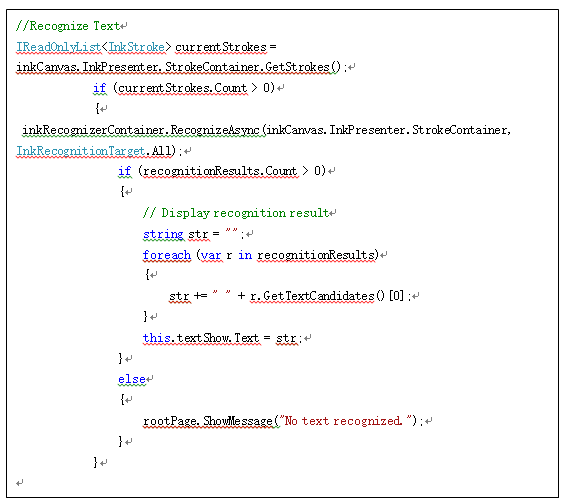 //Recognize Text
IReadOnlyList<InkStroke> currentStrokes =
inkCanvas.InkPresenter.StrokeContainer.GetStrokes();
if (currentStrokes.Count > 0)
{
inkRecognizerContainer.RecognizeAsync(inkCanvas.InkPresenter.StrokeContainer,
InkRecognitionTarget.All);
if (recognitionResults.Count > 0)
{
// Display recognition result
string str = "";
foreach (var r in recognitionResults)
{
str += " " + r.GetTextCandidates()[0];
}
this.textShow.Text = str;
}
else
{
rootPage.ShowMessage("No text recognized.");
}
}